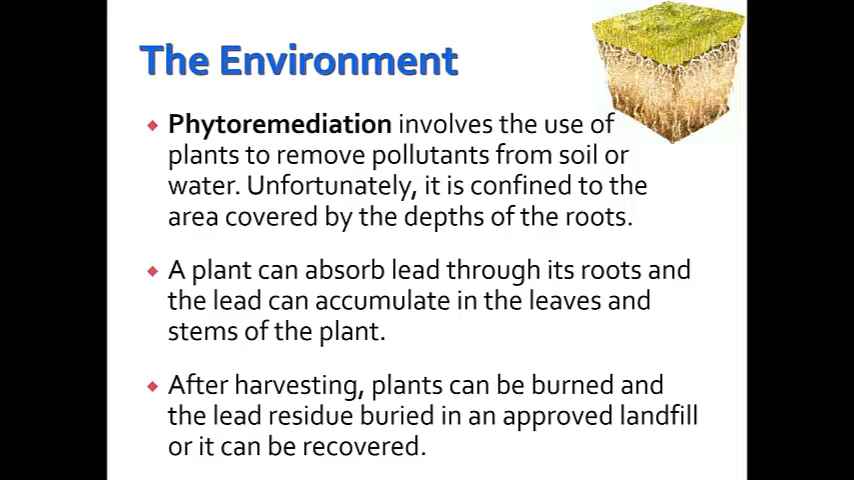 The Environment
Phytoremediation involves the use of
plants to remove pollutants from soil or
water. Unfortunately, it is confined to the
area covered by the depths of the roots.
A plant can absorb lead through its roots and
the lead can accumulate in the leaves and
stems of the plant.
After harvesting, plants can be burned and
the lead residue buried in an approved landfill
or it can be recovered.